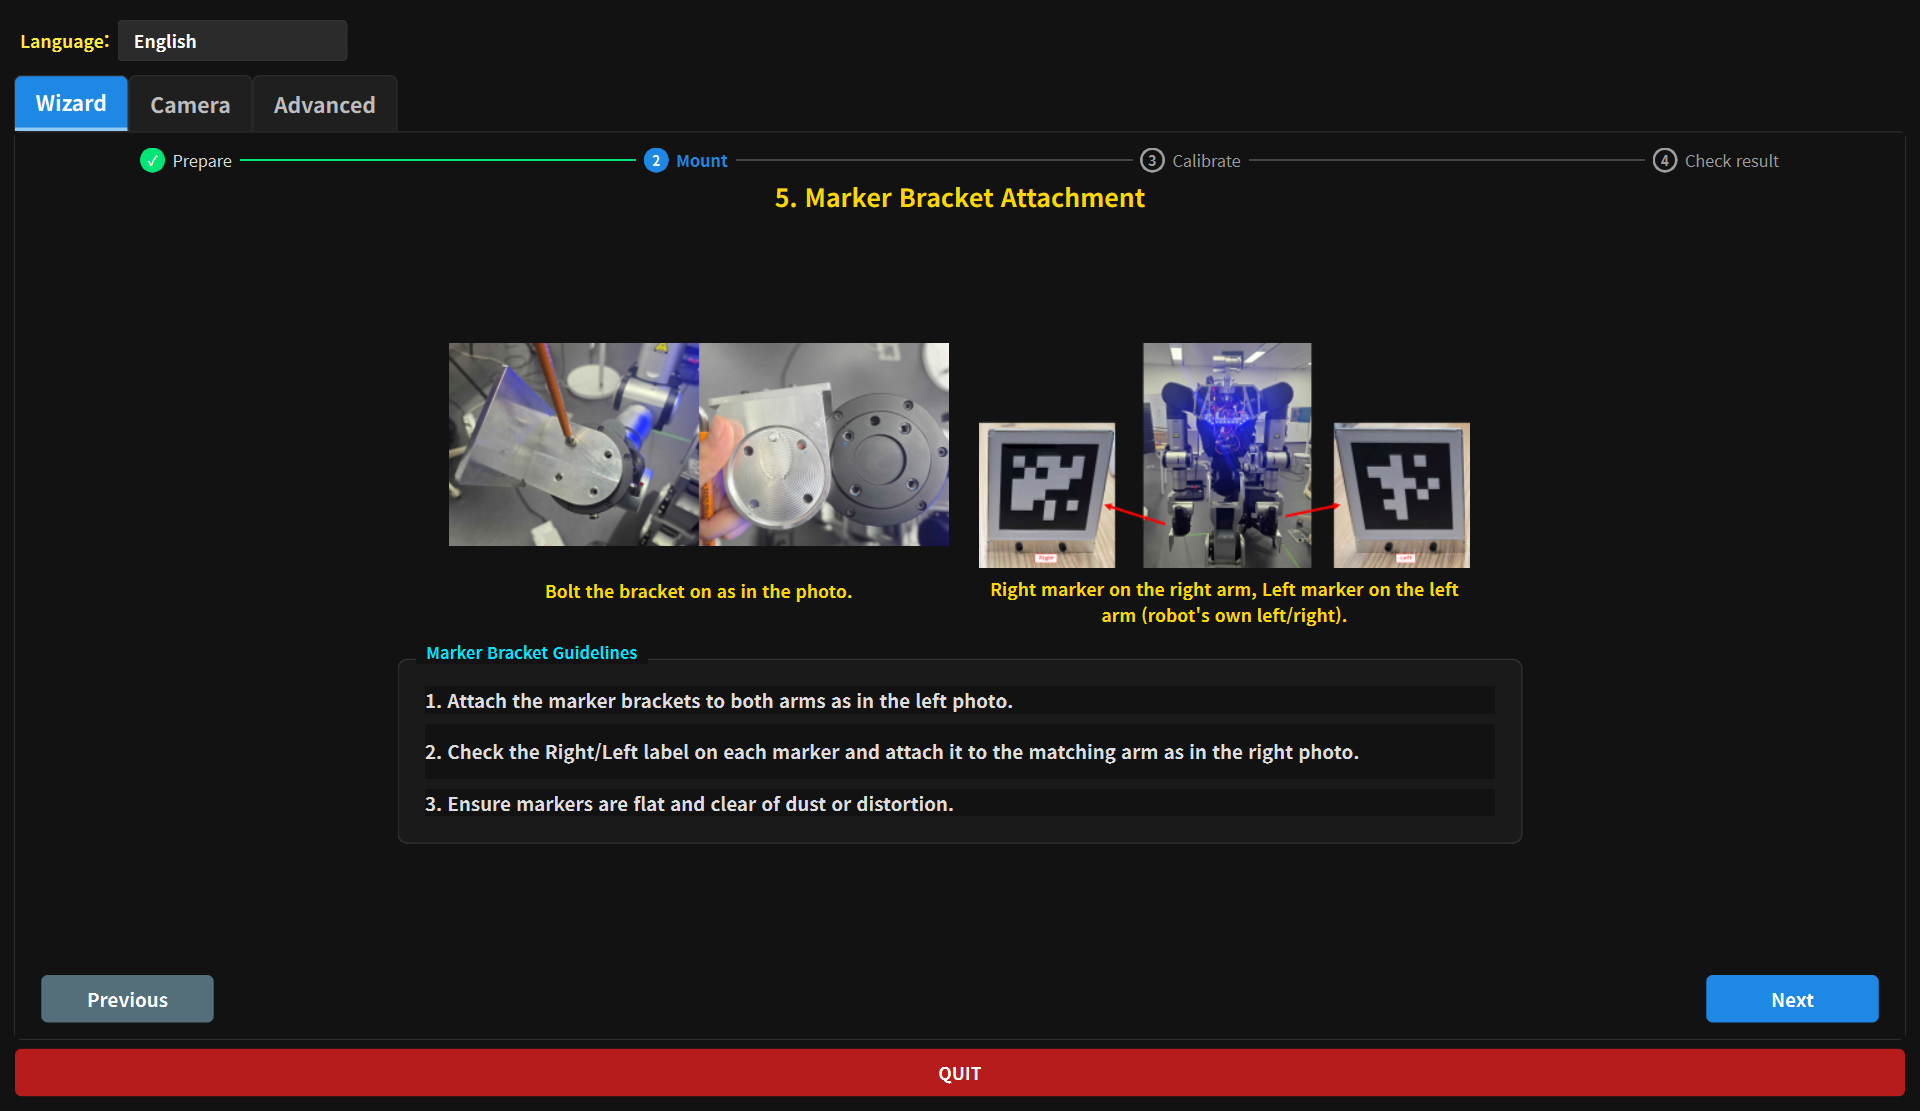 Language: English
Wizard Camera Advanced
✓ Prepare 2 Mount 3 Calibrate 4 Check result
5. Marker Bracket Attachment
Right
Left
Bolt the bracket on as in the photo.
Right marker on the right arm, Left marker on the left
arm (robot's own left/right).
Marker Bracket Guidelines
1. Attach the marker brackets to both arms as in the left photo.
2. Check the Right/Left label on each marker and attach it to the matching arm as in the right photo.
3. Ensure markers are flat and clear of dust or distortion.
Previous Next
QUIT